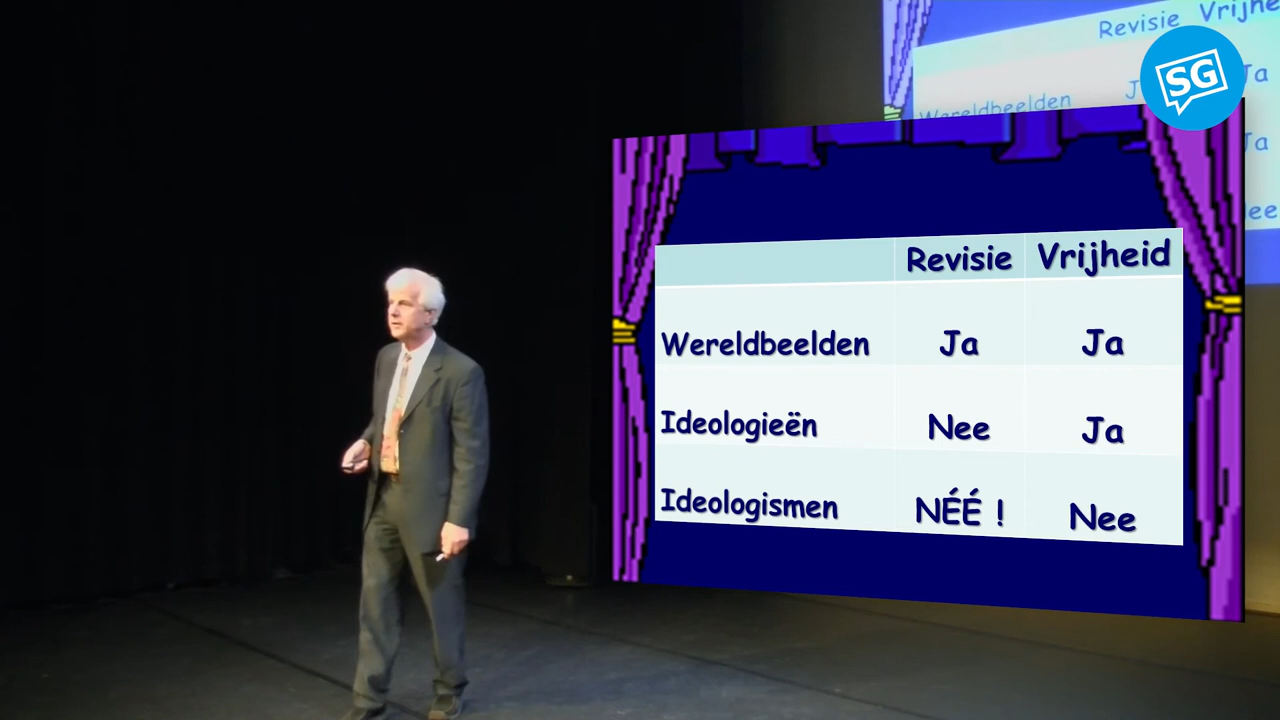 Revisie Vrijhe
SG
Wereldbeelden
Revisie Vrijheid
Wereldbeelden Ja Ja
Ideologieën Nee Ja
Ideologismen NÉÉ ! Nee